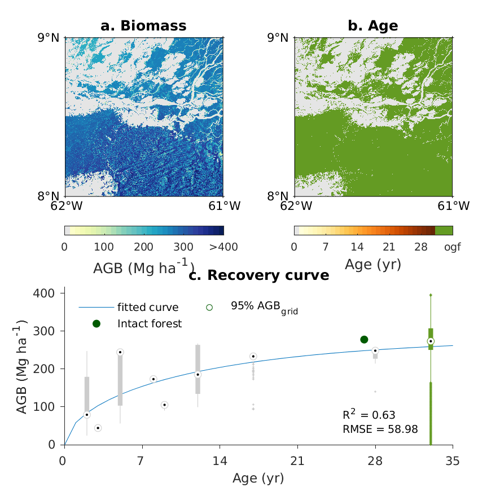 a. Biomass
b. Age
9°N
9°N
8°N
8°N
62°W
61°W
62°W
61°W
0 100 200 300 >400
0 7 14 21 28 ogf
AGB (Mg ha-1)
Age (yr)
c. Recovery curve
400
300
200
100
0
AGB (Mg ha-1)
fitted curve
95% AGBgrid
Intact forest
R2 = 0.63
RMSE = 58.98
0 7 14 21 28 35
Age (yr)